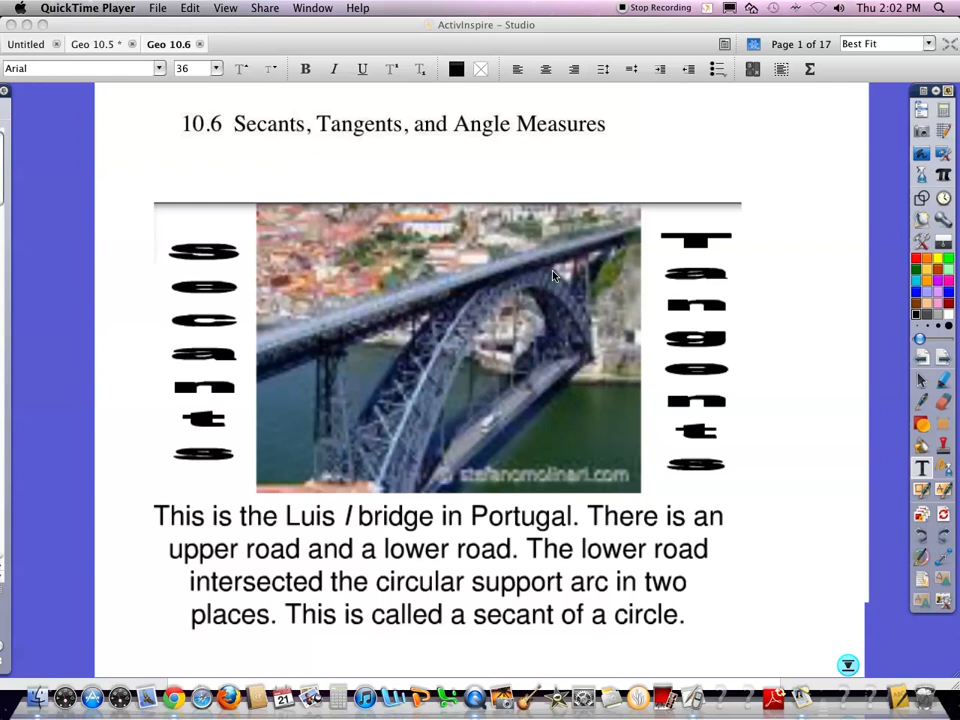 QuickTime Player File Edit View Share Window Help Stop Recording Thu 2:02 PM
ActivInspire - Studio
Untitled Geo 10.5 * Geo 10.6 Page 1 of 17 Best Fit
Arial 36 B I U
10.6 Secants, Tangents, and Angle Measures
S
e
c
a
n
t
s
T
a
n
g
e
n
t
s
stefanomolinari.com
This is the Luis I bridge in Portugal. There is an
upper road and a lower road. The lower road
intersected the circular support arc in two
places. This is called a secant of a circle.